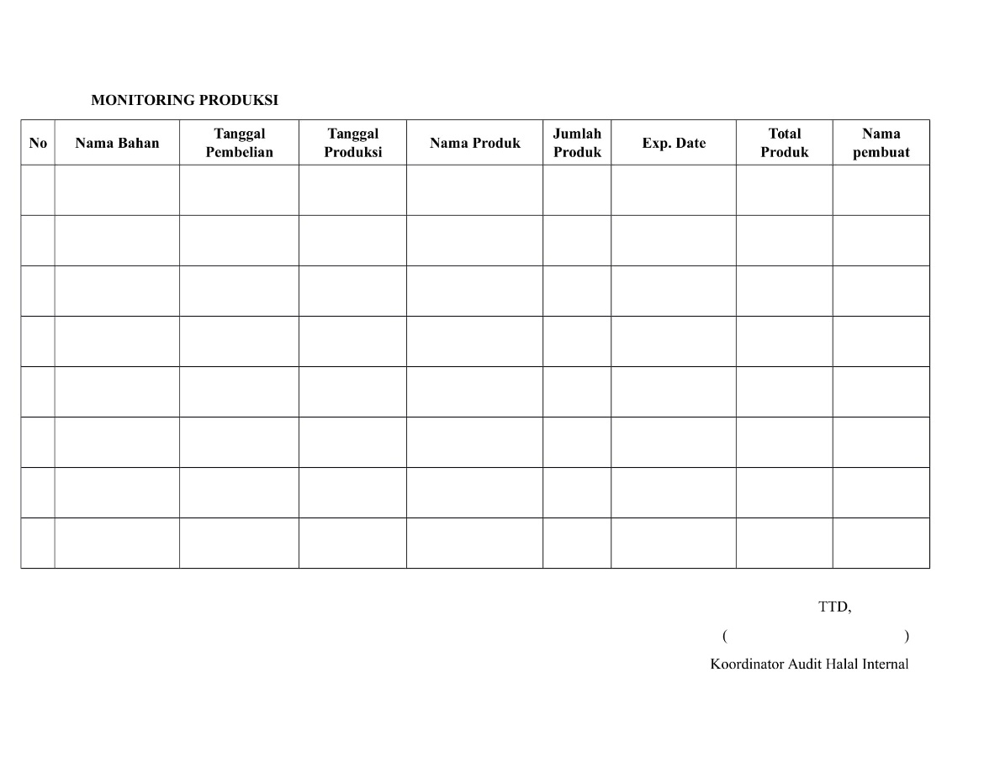 MONITORING PRODUKSI
No Nama Bahan Tanggal Pembelian Tanggal Produksi Nama Produk Jumlah Produk Exp. Date Total Produk Nama pembuat
TTD,
( )
Koordinator Audit Halal Internal